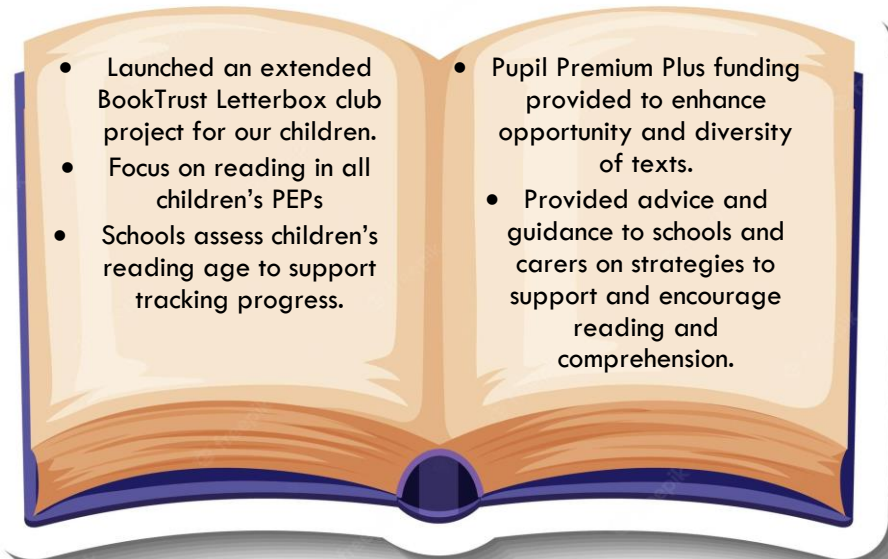 • Launched an extended
BookTrust Letterbox club
project for our children.
• Focus on reading in all
children's PEPs
• Schools assess children's
reading age to support
tracking progress.
• Pupil Premium Plus funding
provided to enhance
opportunity and diversity
of texts.
• Provided advice and
guidance to schools and
carers on strategies to
support and encourage
reading and
comprehension.